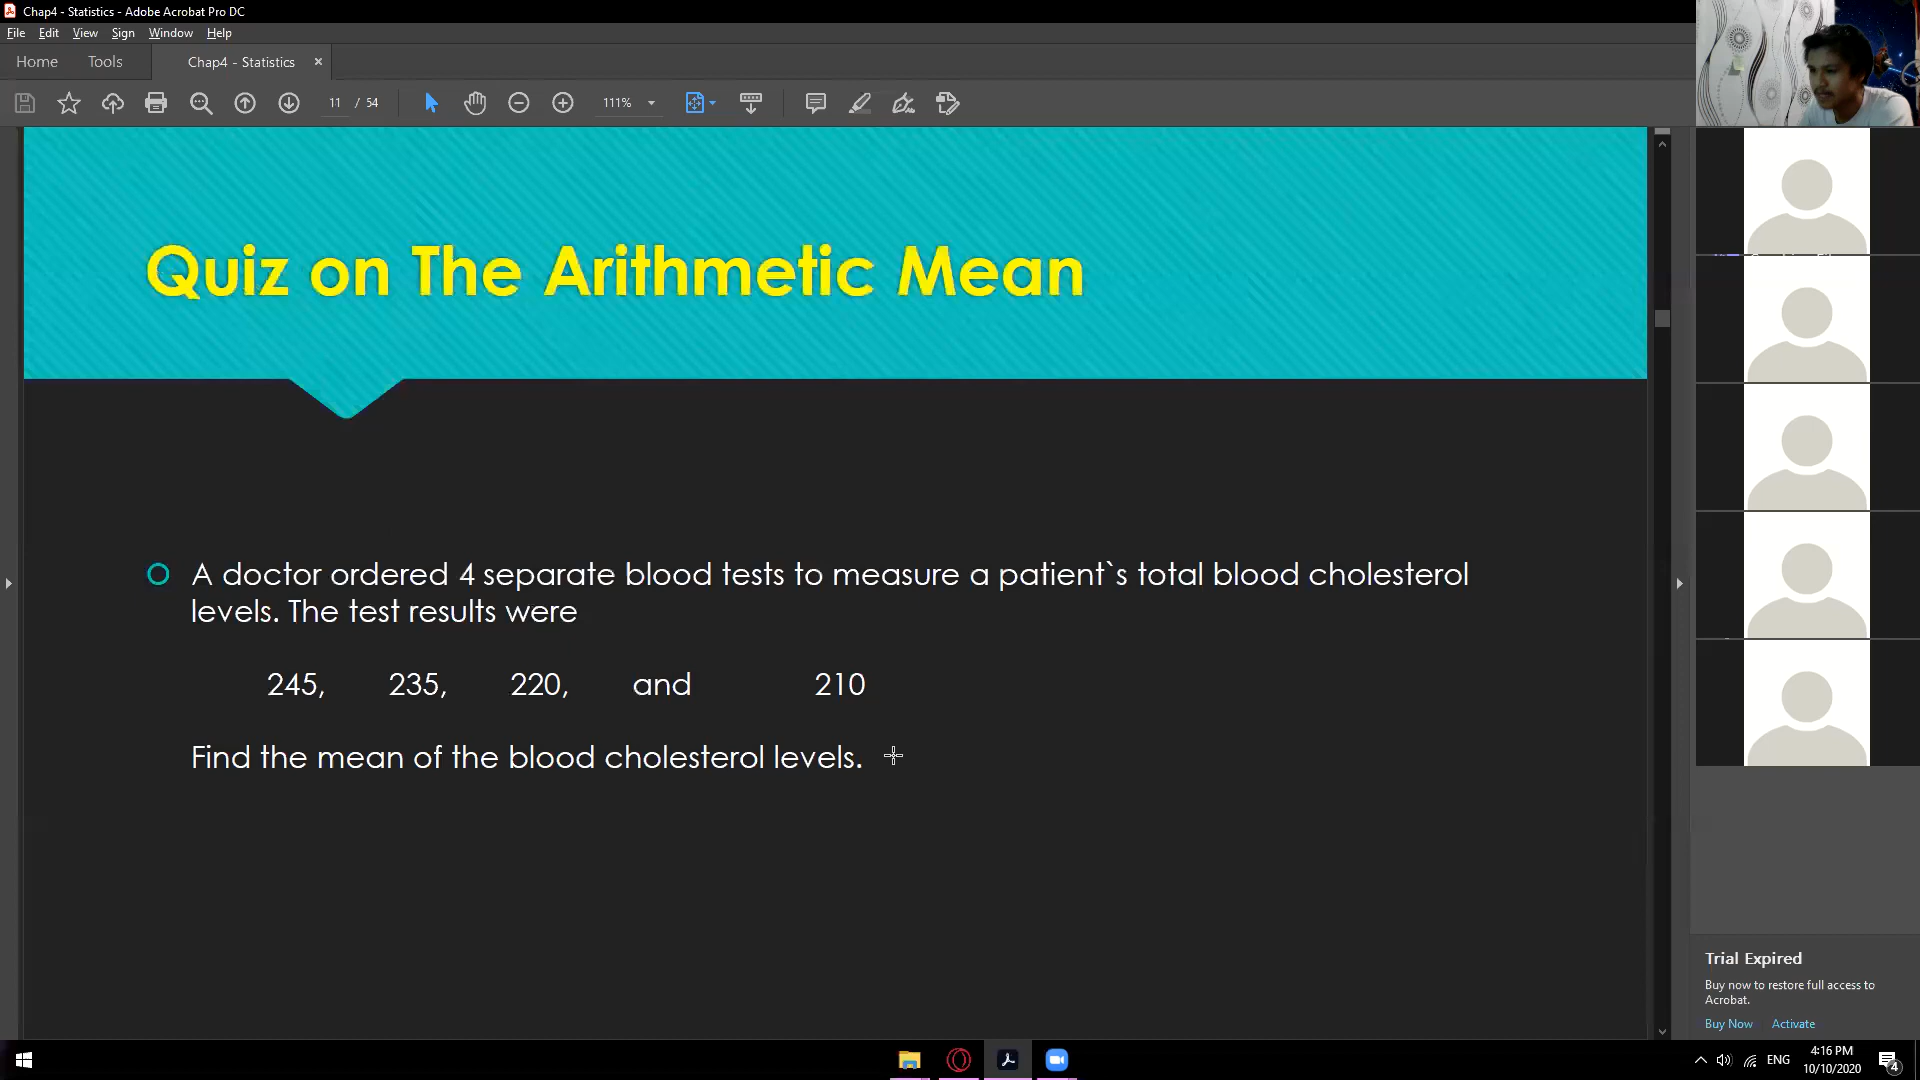 Chap4 - Statistics - Adobe Acrobat Pro DC
File Edit View Sign Window Help
Home Tools Chap4 - Statistics ×
11 / 54 111%
Quiz on The Arithmetic Mean
A doctor ordered 4 separate blood tests to measure a patient`s total blood cholesterol
levels. The test results were
245, 235, 220, and 210
Find the mean of the blood cholesterol levels.
Trial Expired
Buy now to restore full access to
Acrobat.
Buy Now Activate
ENG 4:16 PM
10/10/2020 4